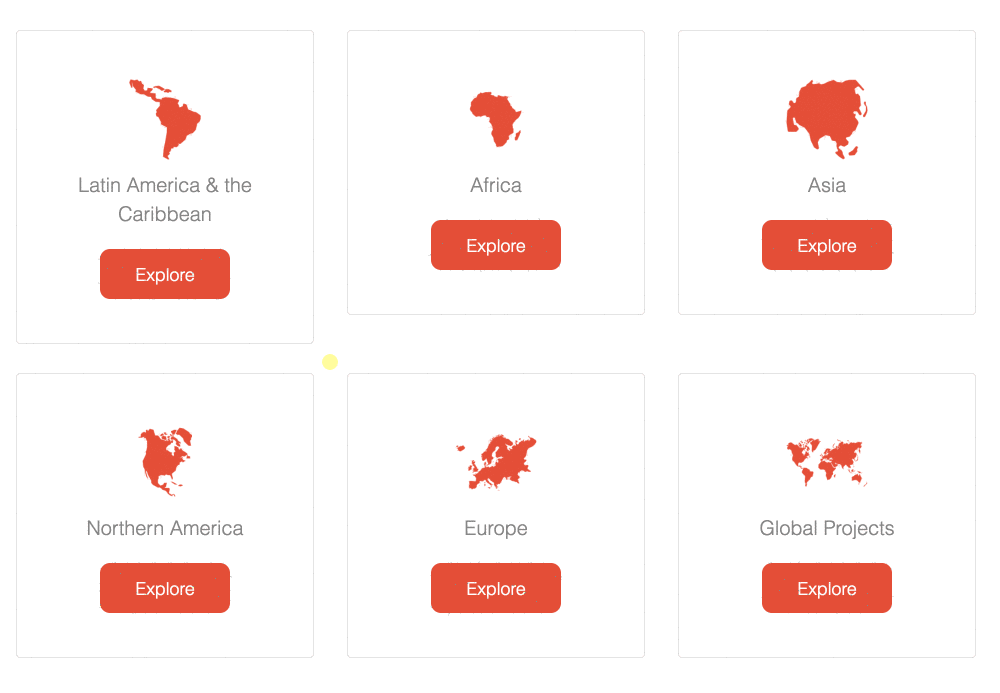 Latin America & the
Caribbean
Explore
Africa
Explore
Asia
Explore
Northern America
Explore
Europe
Explore
Global Projects
Explore